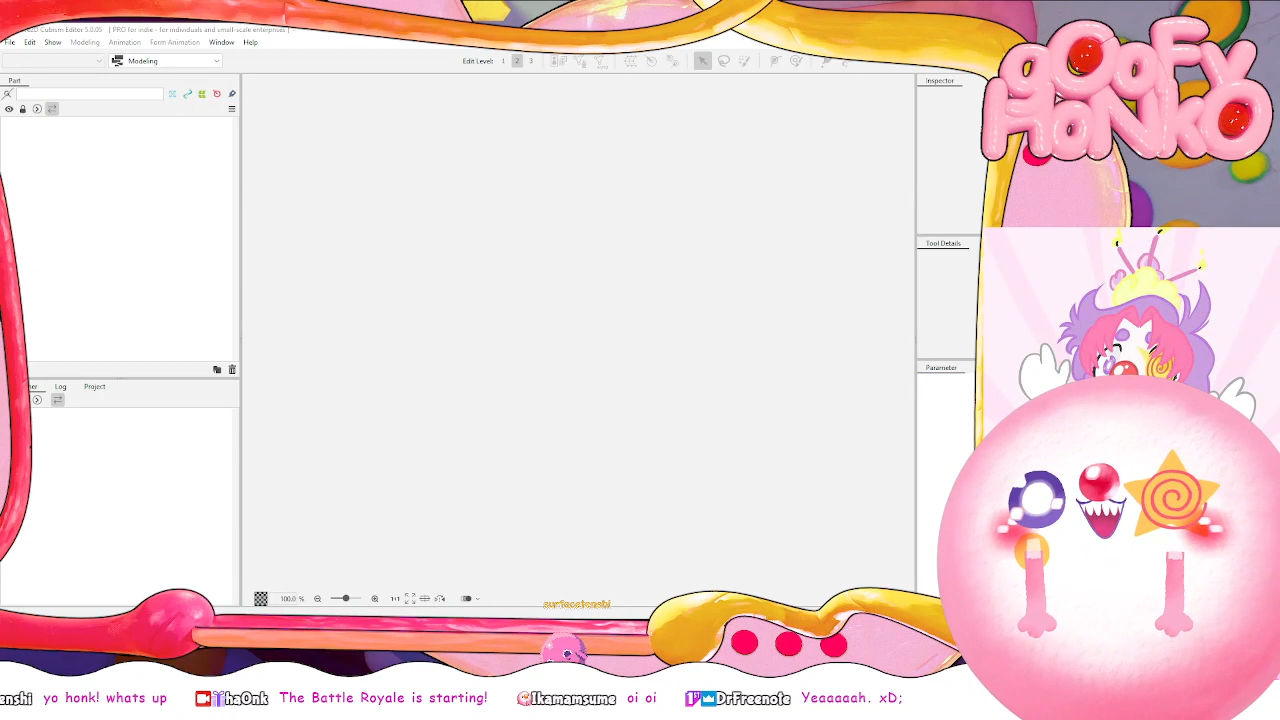 2D Cubism Editor 5.0.05 [ PRO for indie - for individuals and small-scale enterprises ]
File Edit Show Modeling Animation Form Animation Window Help
Modeling
Edit Level: 1 2 3
Part
Inspector
Tool Details
Parameter
Log Project
100.0 %
1:1
gOoFy
HoNkO
surfacetenshi
enshi yo honk! whats up haOnk The Battle Royale is starting! Ikamamsume oi oi DrFreenote Yeaaaaah. xD;